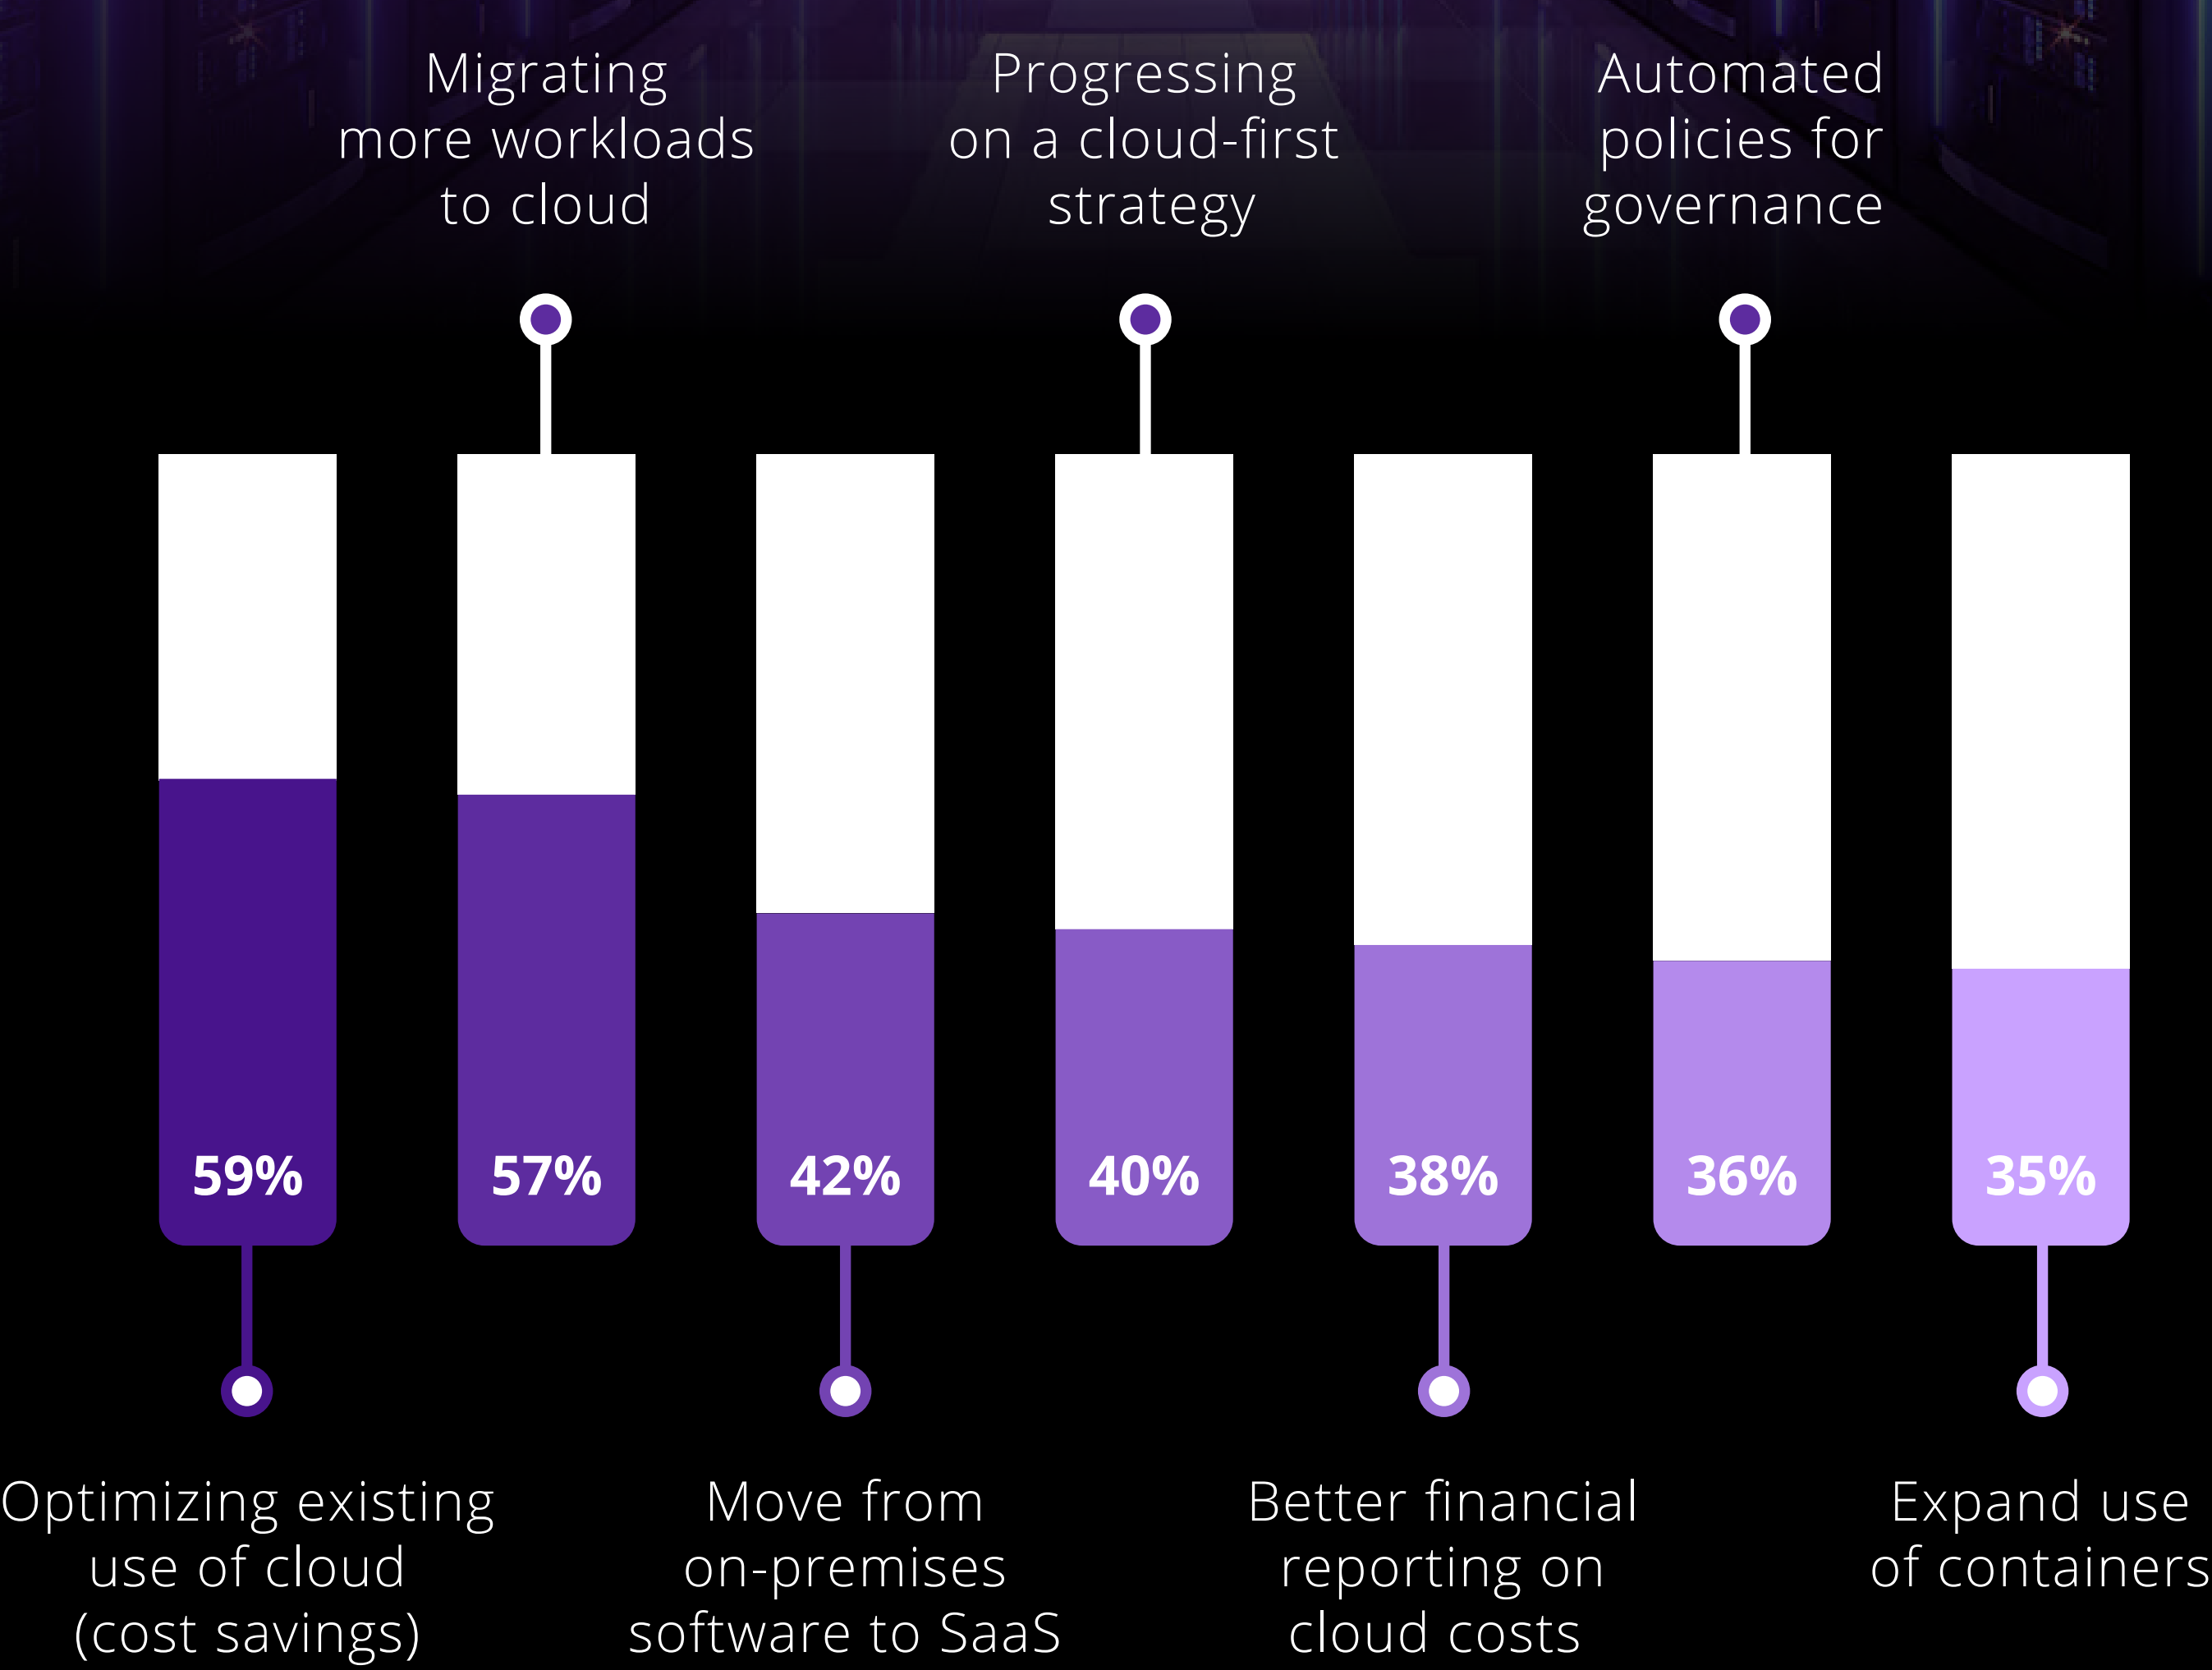 Migrating
more workloads
to cloud
Progressing
on a cloud-first
strategy
Automated
policies for
governance
59%
57%
42%
40%
38%
36%
35%
Optimizing existing
use of cloud
(cost savings)
Move from
on-premises
software to SaaS
Better financial
reporting on
cloud costs
Expand use
of containers